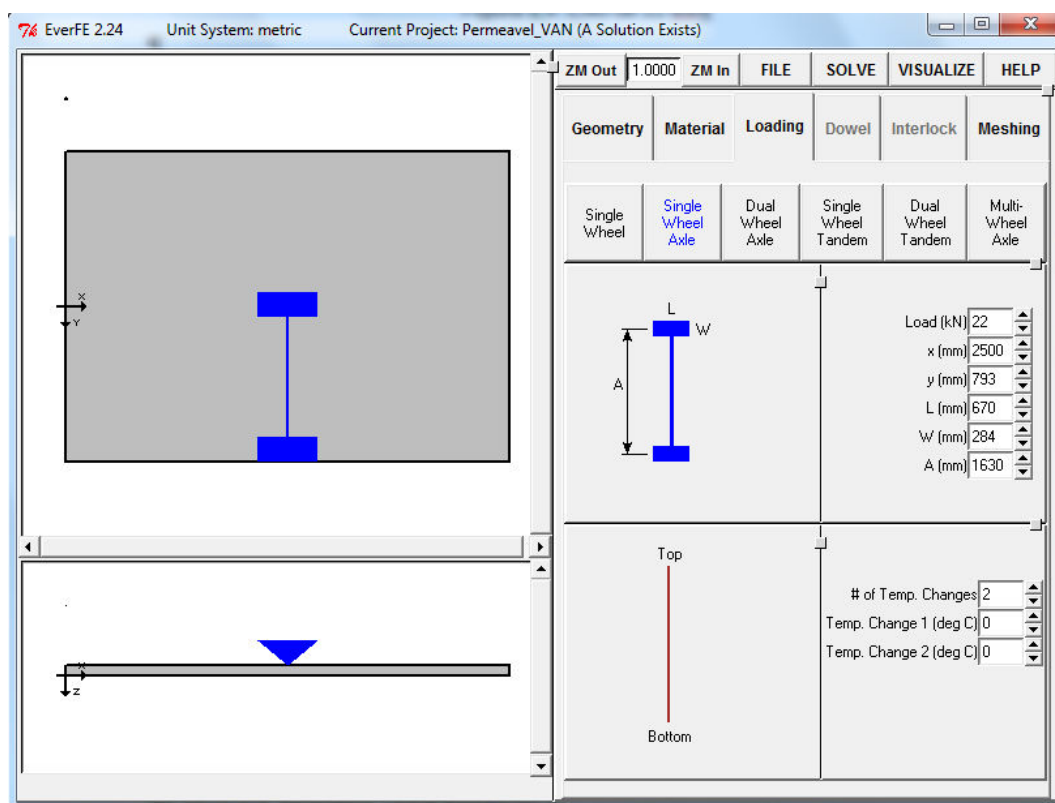 EverFE 2.24 Unit System: metric Current Project: Permeavel_VAN (A Solution Exists)
ZM Out 1.0000 ZM In FILE SOLVE VISUALIZE HELP
Geometry Material Loading Dowel Interlock Meshing
Single
Wheel
Single
Wheel
Axle
Dual
Wheel
Axle
Single
Wheel
Tandem
Dual
Wheel
Tandem
Multi-
Wheel
Axle
X
Y
X
Z
L
W
A
Load (kN) 22
x (mm) 2500
y (mm) 793
L (mm) 670
W (mm) 284
A (mm) 1630
Top
Bottom
# of Temp. Changes 2
Temp. Change 1 (deg C) 0
Temp. Change 2 (deg C) 0